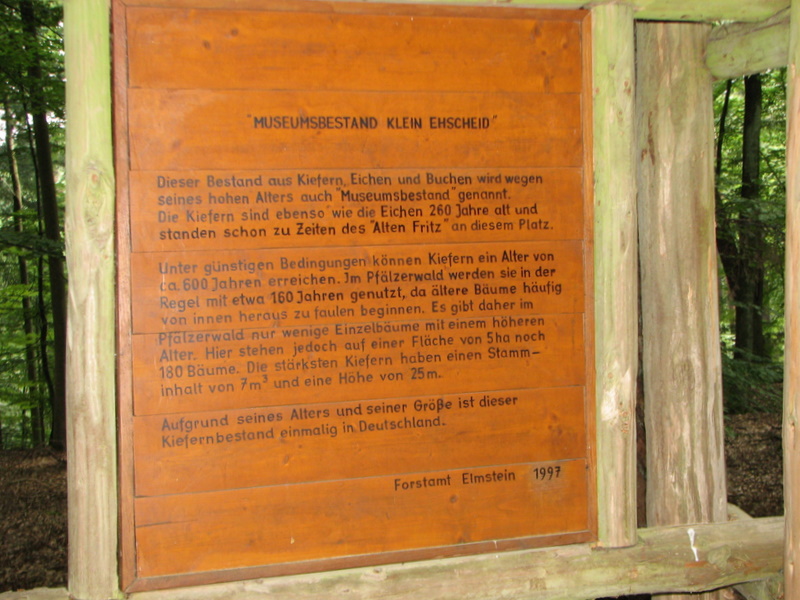 "MUSEUMSBESTAND KLEIN EHSCHEID"
Dieser Bestand aus Kiefern, Eichen und Buchen wird wegen
seines hohen Alters auch "Museumsbestand" genannt.
Die Kiefern sind ebenso wie die Eichen 260 Jahre alt und
standen schon zu Zeiten des "Alten Fritz" an diesem Platz.
Unter günstigen Bedingungen können Kiefern ein Alter von
ca. 600 Jahren erreichen. Im Pfälzerwald werden sie in der
Regel mit etwa 160 Jahren genutzt, da ältere Bäume häufig
von innen heraus zu faulen beginnen. Es gibt daher im
Pfälzerwald nur wenige Einzelbäume mit einem höheren
Alter. Hier stehen jedoch auf einer Fläche von 5ha noch
180 Bäume. Die stärksten Kiefern haben einen Stamm-
inhalt von 7m³ und eine Höhe von 25m.
Aufgrund seines Alters und seiner Größe ist dieser
Kiefernbestand einmalig in Deutschland.
Forstamt Elmstein 1997